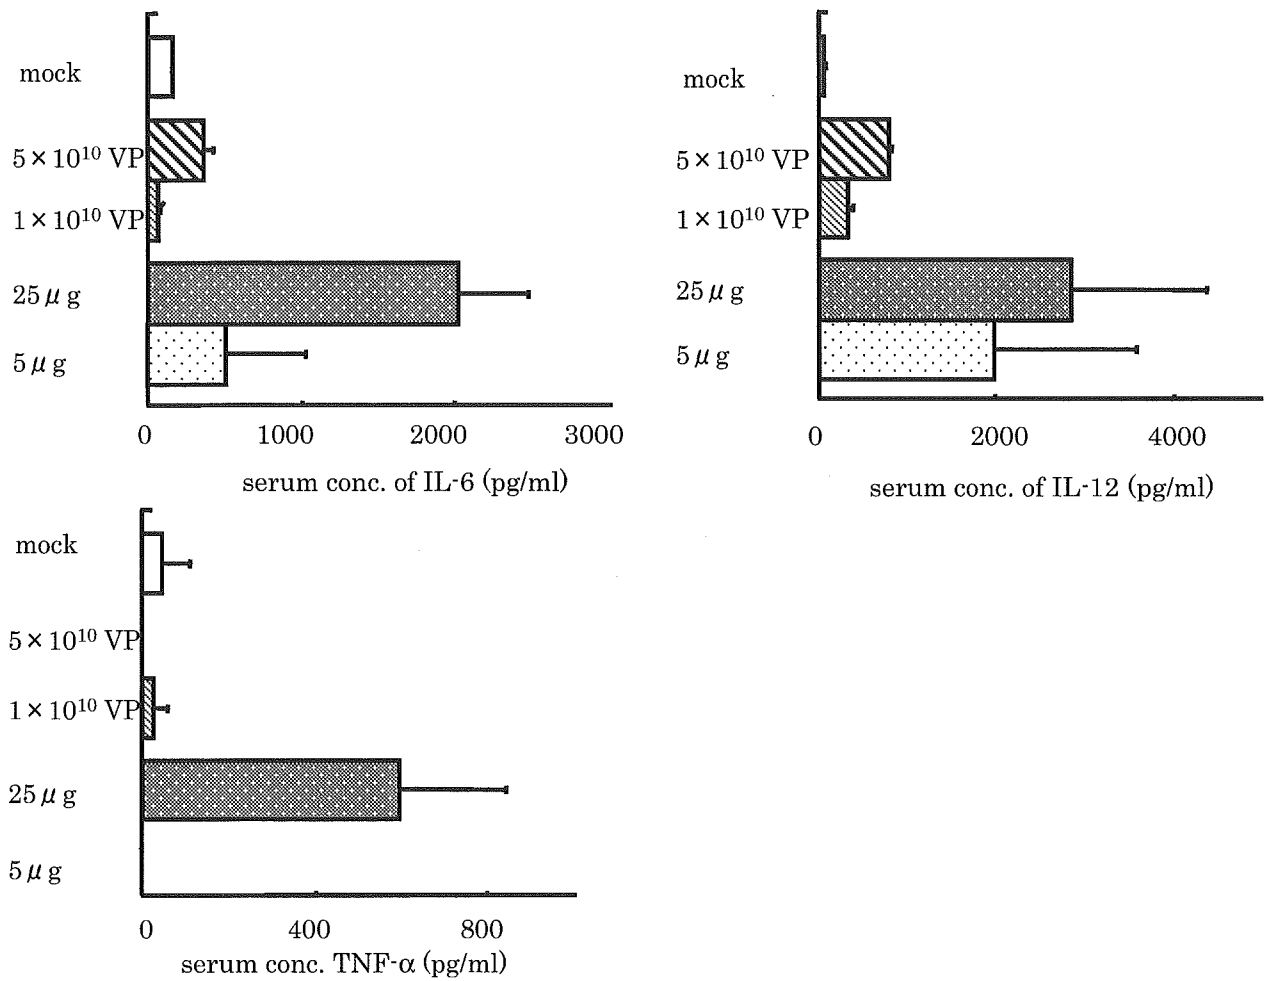 mock
5×10¹⁰ VP
1×10¹⁰ VP
25μg
5μg
0 1000 2000 3000
serum conc. of IL-6 (pg/ml)
mock
5×10¹⁰ VP
1×10¹⁰ VP
25μg
5μg
0 2000 4000
serum conc. of IL-12 (pg/ml)
mock
5×10¹⁰ VP
1×10¹⁰ VP
25μg
5μg
0 400 800
serum conc. TNF-α (pg/ml)